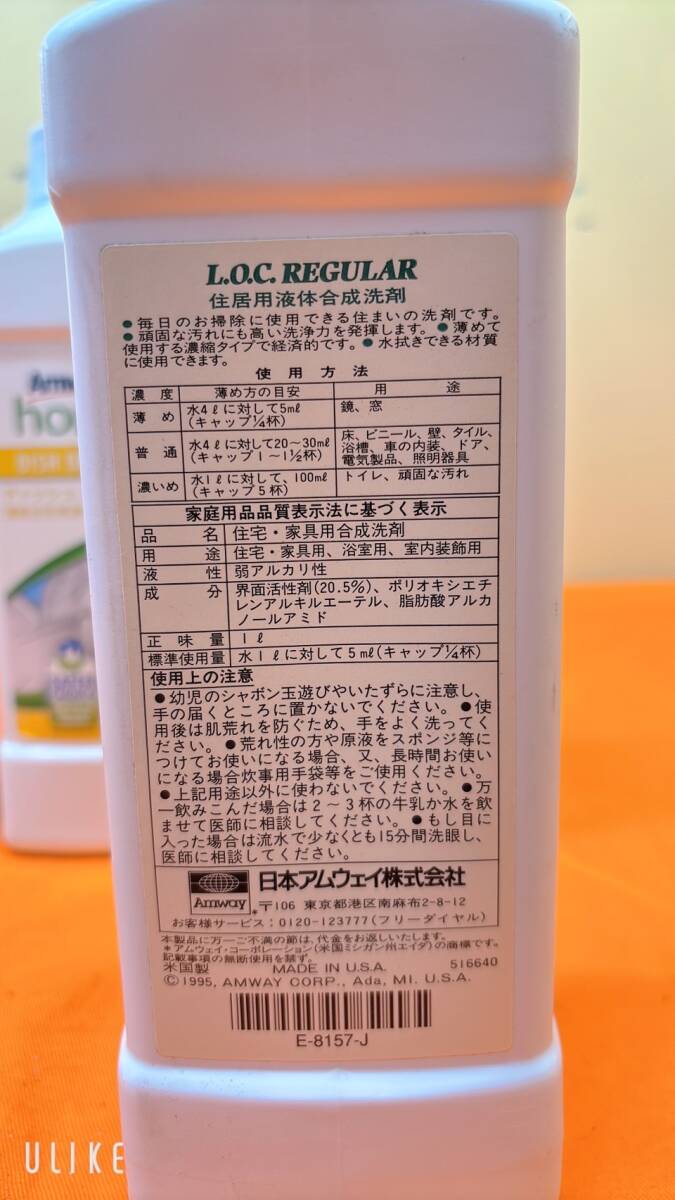 L.O.C. REGULAR
住居用液体合成洗剤
●毎日のお掃除に使用できる住まいの洗剤です。
●頑固な汚れにも高い洗浄力を発揮します。●薄めて
使用する濃縮タイプで経済的です。●水拭きできる材質
に使用できます。
使用方法
濃度 薄め方の目安 用途
薄め 水4ℓに対して5mℓ 鏡、窓
(キャップ¼杯)
普通 水4ℓに対して20〜30mℓ 床、ビニール、壁、タイル、
(キャップ1〜1½杯) 浴槽、車の内装、ドア、
電気製品、照明器具
濃いめ 水1ℓに対して、100mℓ トイレ、頑固な汚れ
(キャップ5杯)
家庭用品品質表示法に基づく表示
品名 住宅・家具用合成洗剤
用途 住宅・家具用、浴室用、室内装飾用
液性 弱アルカリ性
成分 界面活性剤(20.5%)、ポリオキシエチ
レンアルキルエーテル、脂肪酸アルカ
ノールアミド
正味量 1ℓ
標準使用量 水1ℓに対して5mℓ(キャップ¼杯)
使用上の注意
●幼児のシャボン玉遊びやいたずらに注意し、
手の届くところに置かないでください。●使
用後は肌荒れを防ぐため、手をよく洗ってく
ださい。●荒れ性の方や原液をスポンジ等に
つけてお使いになる場合、又、長時間お使い
になる場合炊事用手袋等をご使用ください。
●上記用途以外に使わないでください。●万
一飲みこんだ場合は2〜3杯の牛乳か水を飲
ませて医師に相談してください。●もし目に
入った場合は流水で少なくとも15分間洗眼し、
医師に相談してください。
Amway
* 日本アムウェイ株式会社
〒106 東京都港区南麻布2-8-12
お客様サービス:0120-123777(フリーダイヤル)
本製品に万一ご不満の節は、代金をお返しいたします。
*アムウェイ・コーポレーション(米国ミシガン州エイダ)の商標です。
記載事項の無断使用を禁ず。
米国製 MADE IN U.S.A. 516640
©1995, AMWAY CORP., Ada, MI. U.S.A.
E-8157-J
ULIKE